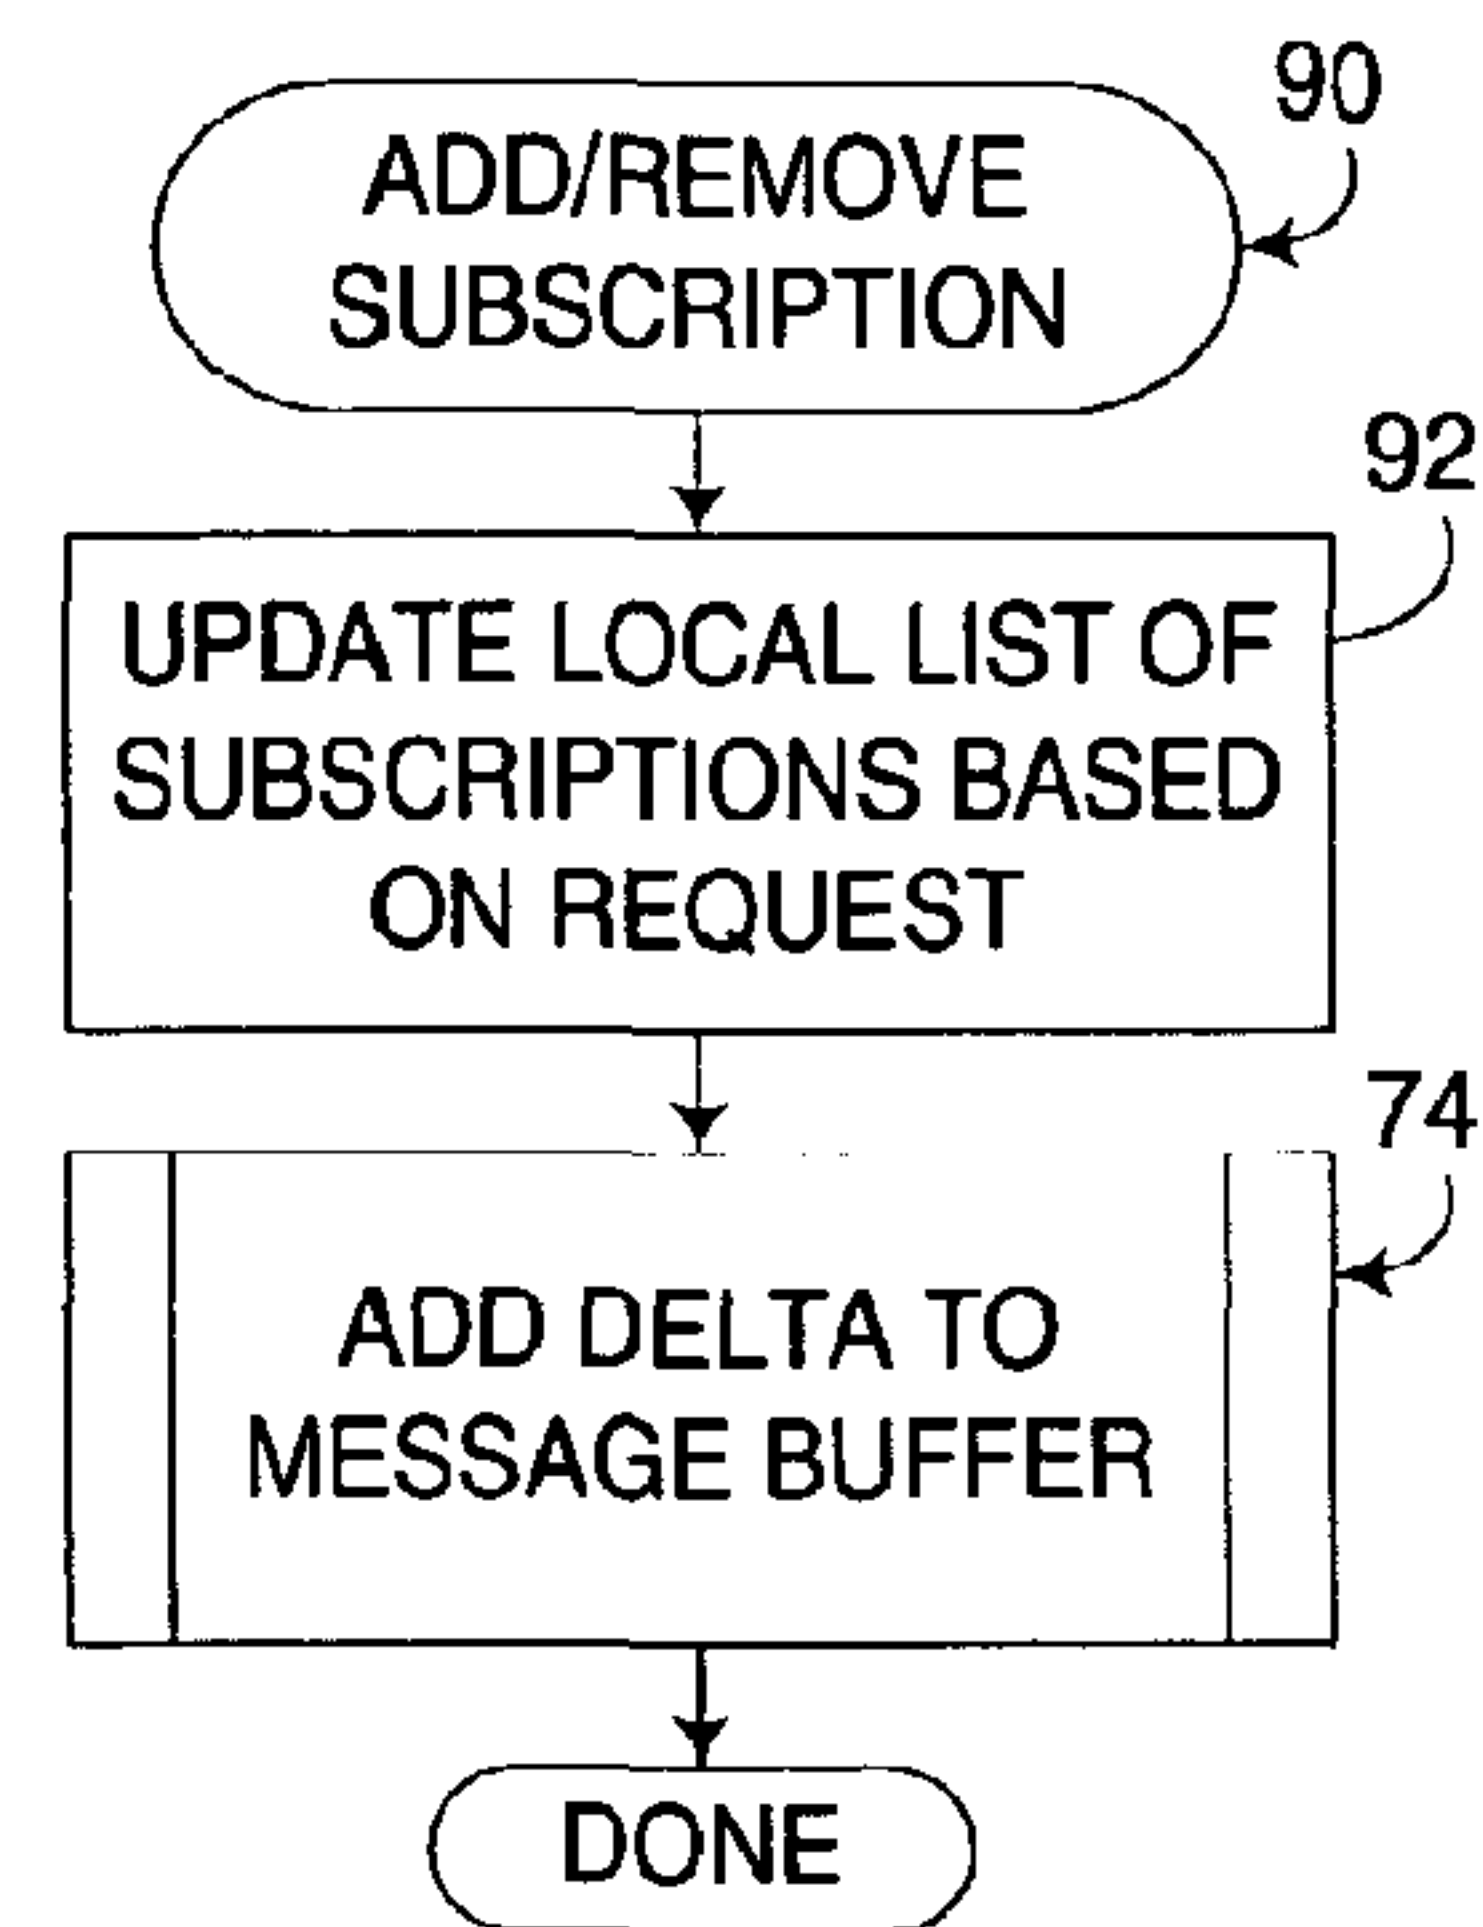 90
ADD/REMOVE
SUBSCRIPTION
92
UPDATE LOCAL LIST OF
SUBSCRIPTIONS BASED
ON REQUEST
74
ADD DELTA TO
MESSAGE BUFFER
DONE